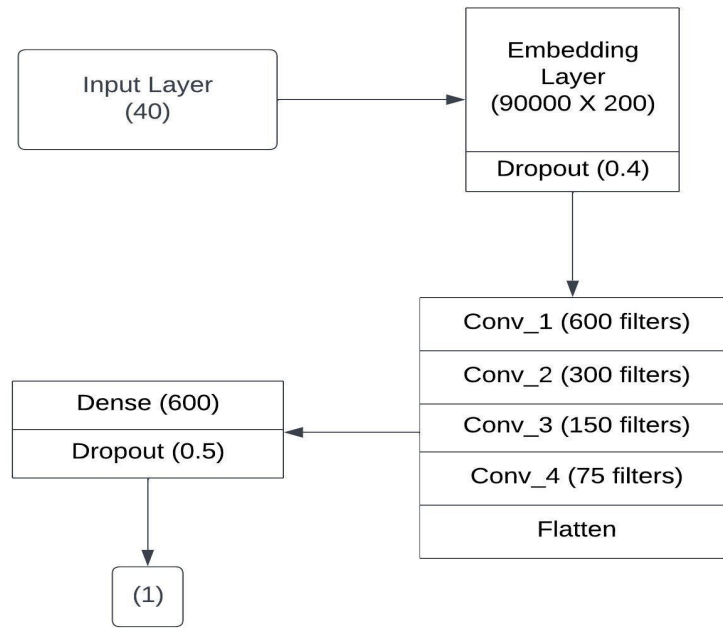 Input Layer
(40)
Embedding
Layer
(90000 X 200)
Dropout (0.4)
Conv_1 (600 filters)
Conv_2 (300 filters)
Conv_3 (150 filters)
Conv_4 (75 filters)
Flatten
Dense (600)
Dropout (0.5)
(1)